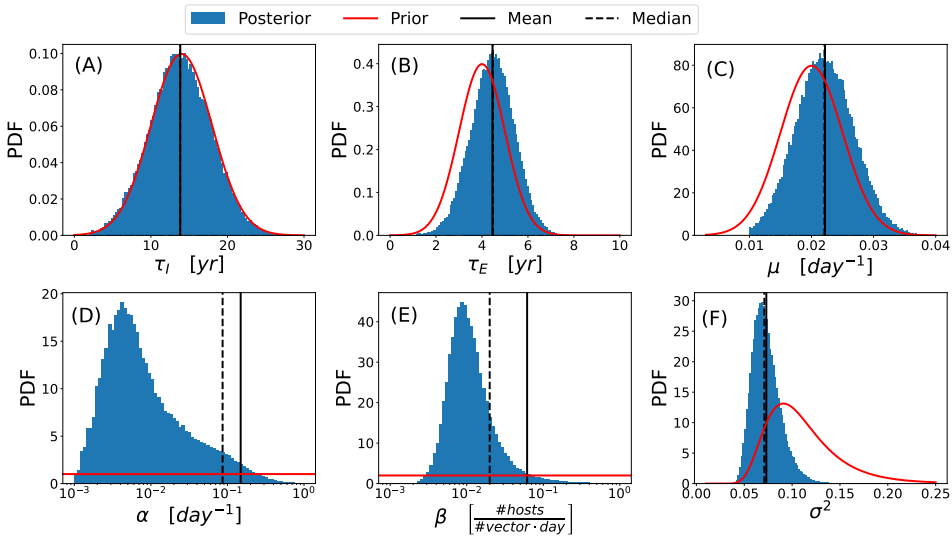 Posterior Prior Mean Median
(A)
PDF
0.00 0.02 0.04 0.06 0.08 0.10
0 10 20 30
τ_I [yr]
(B)
PDF
0.0 0.1 0.2 0.3 0.4
0 2 4 6 8 10
τ_E [yr]
(C)
PDF
0 20 40 60 80
0.01 0.02 0.03 0.04
μ [day⁻¹]
(D)
PDF
0 5 10 15 20
10⁻³ 10⁻² 10⁻¹ 10⁰
α [day⁻¹]
(E)
PDF
0 10 20 30 40
10⁻³ 10⁻² 10⁻¹ 10⁰
β [#hosts / #vector · day]
(F)
PDF
0 5 10 15 20 25 30
0.00 0.05 0.10 0.15 0.20 0.25
σ²